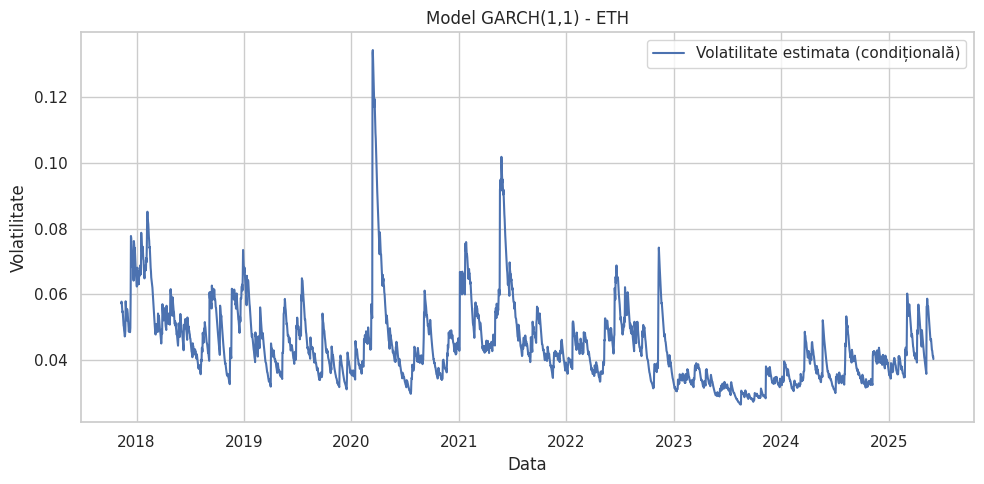 Model GARCH(1,1) - ETH
Volatilitate estimata (condițională)
Volatilitate
0.12
0.10
0.08
0.06
0.04
2018 2019 2020 2021 2022 2023 2024 2025
Data